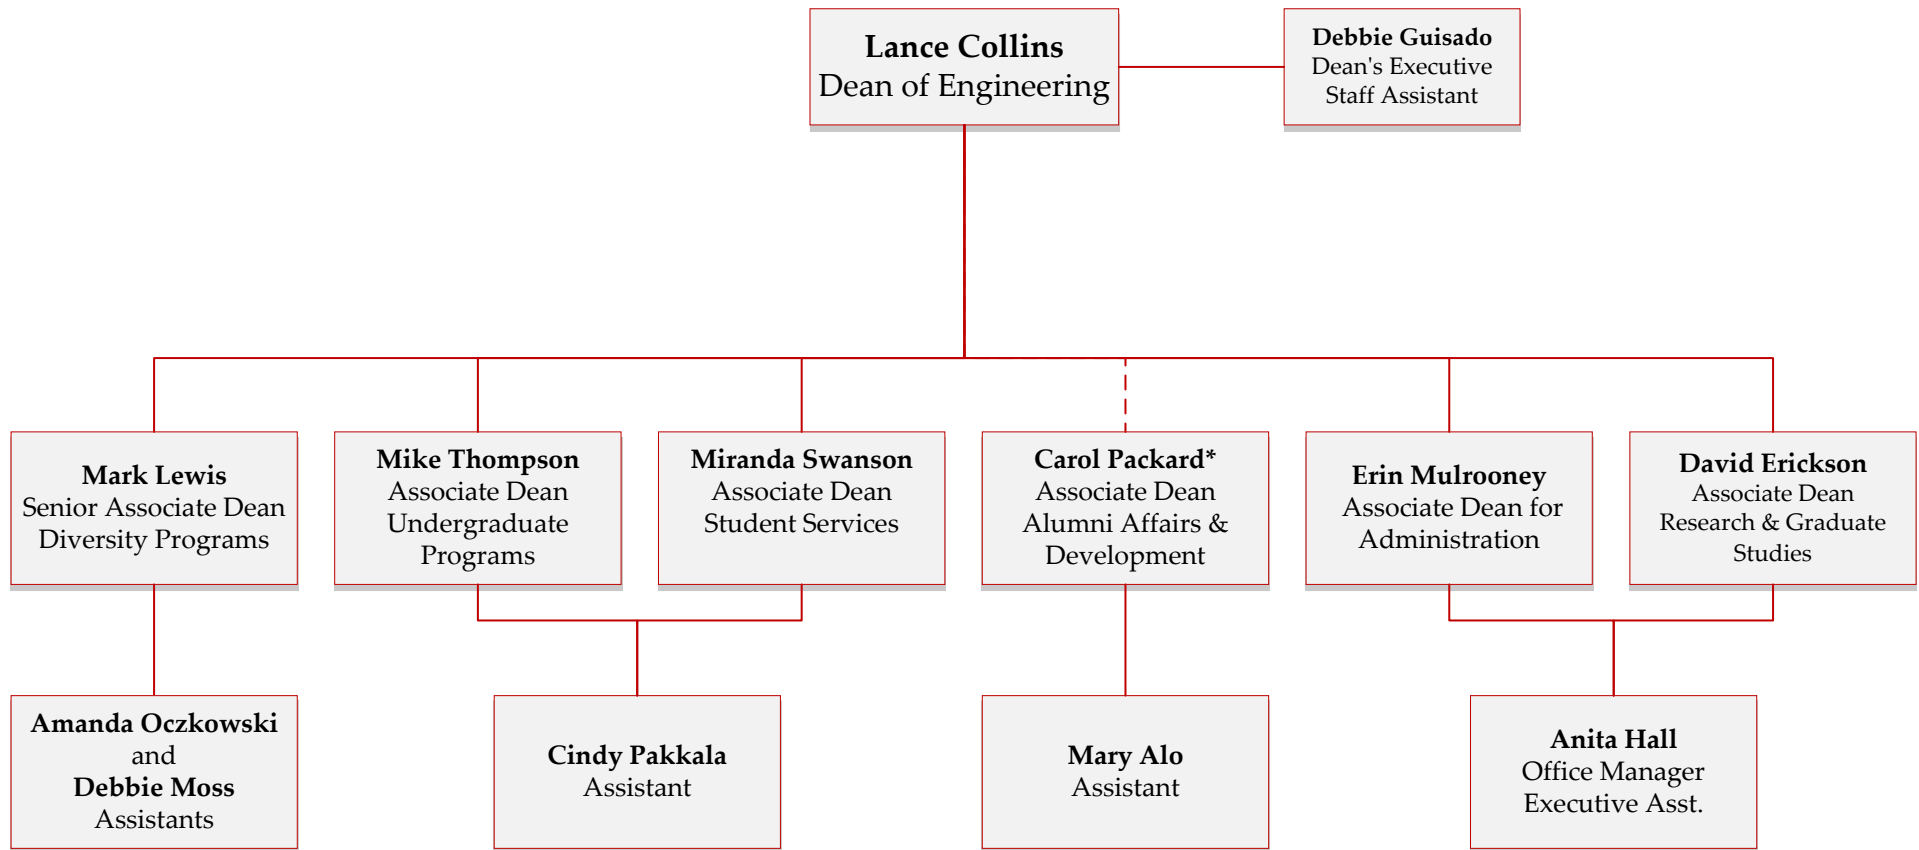 Lance Collins
Dean of Engineering
Debbie Guisado
Dean's Executive
Staff Assistant
Mark Lewis
Senior Associate Dean
Diversity Programs
Mike Thompson
Associate Dean
Undergraduate
Programs
Miranda Swanson
Associate Dean
Student Services
Carol Packard*
Associate Dean
Alumni Affairs &
Development
Erin Mulrooney
Associate Dean for
Administration
David Erickson
Associate Dean
Research & Graduate
Studies
Amanda Oczkowski
and
Debbie Moss
Assistants
Cindy Pakkala
Assistant
Mary Alo
Assistant
Anita Hall
Office Manager
Executive Asst.